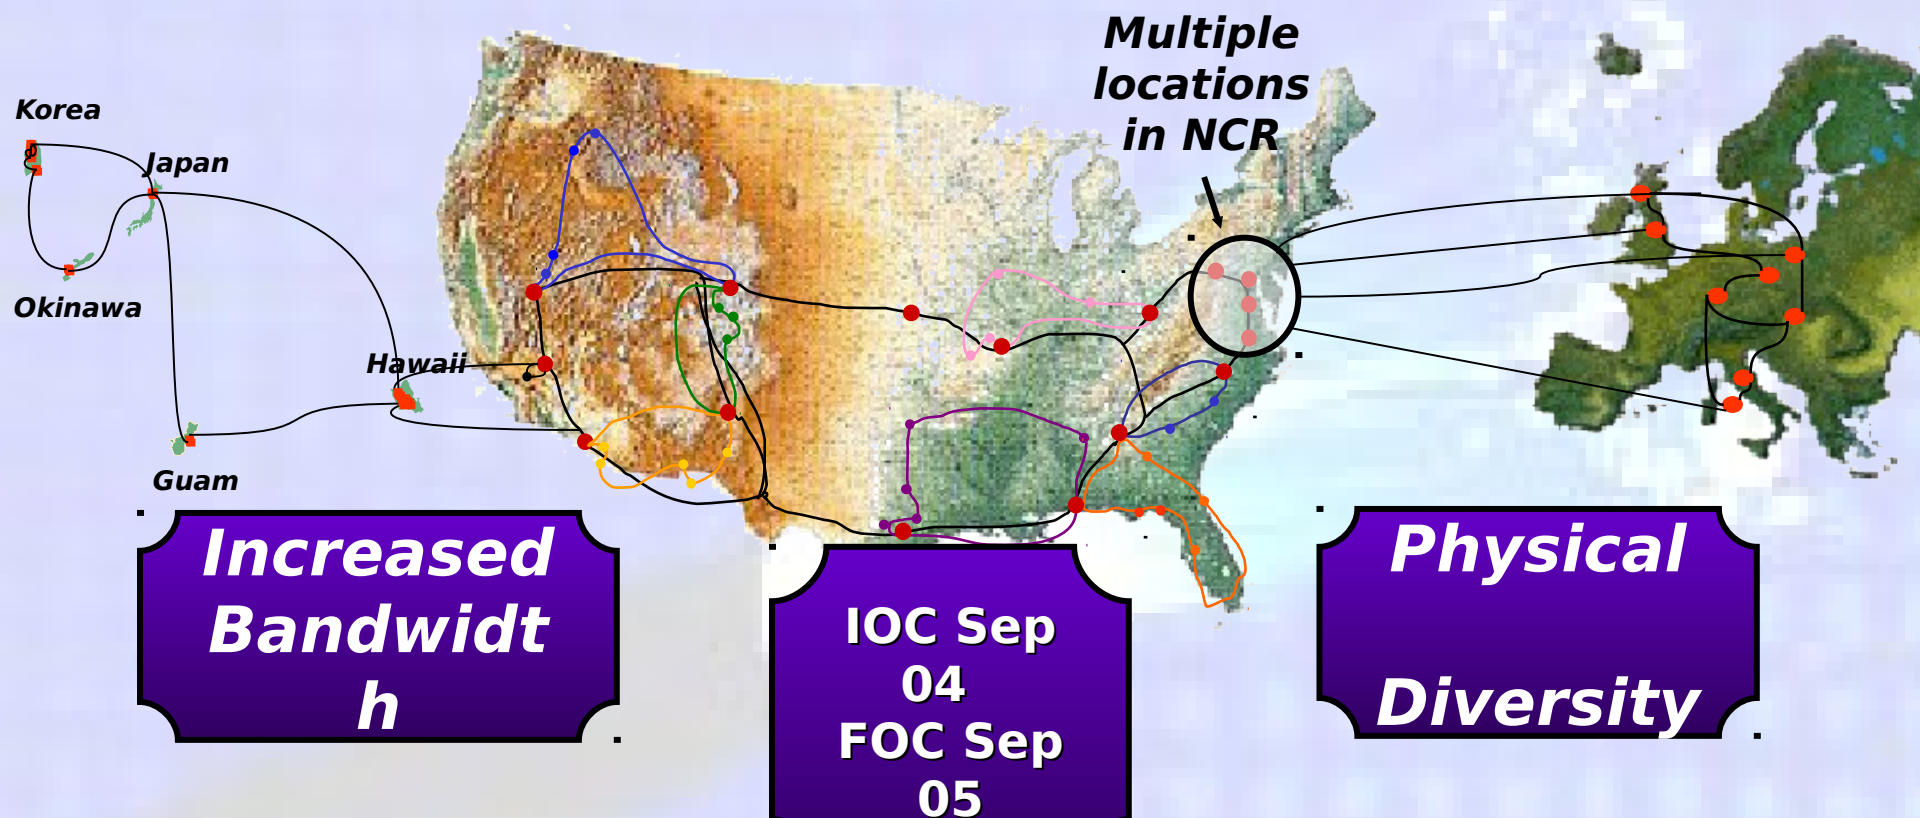 Multiple
locations
in NCR
Korea
Japan
Okinawa
Hawaii
Guam
Increased
Bandwidt
h
IOC Sep
04
FOC Sep
05
Physical
Diversity